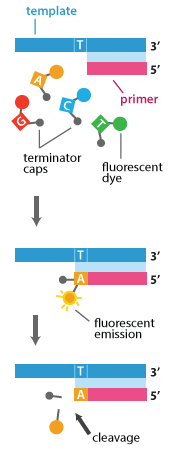 template
T 3'
5'
A
primer
C
G T
terminator
caps
fluorescent
dye
T 3'
A 5'
fluorescent
emission
T 3'
A 5'
cleavage